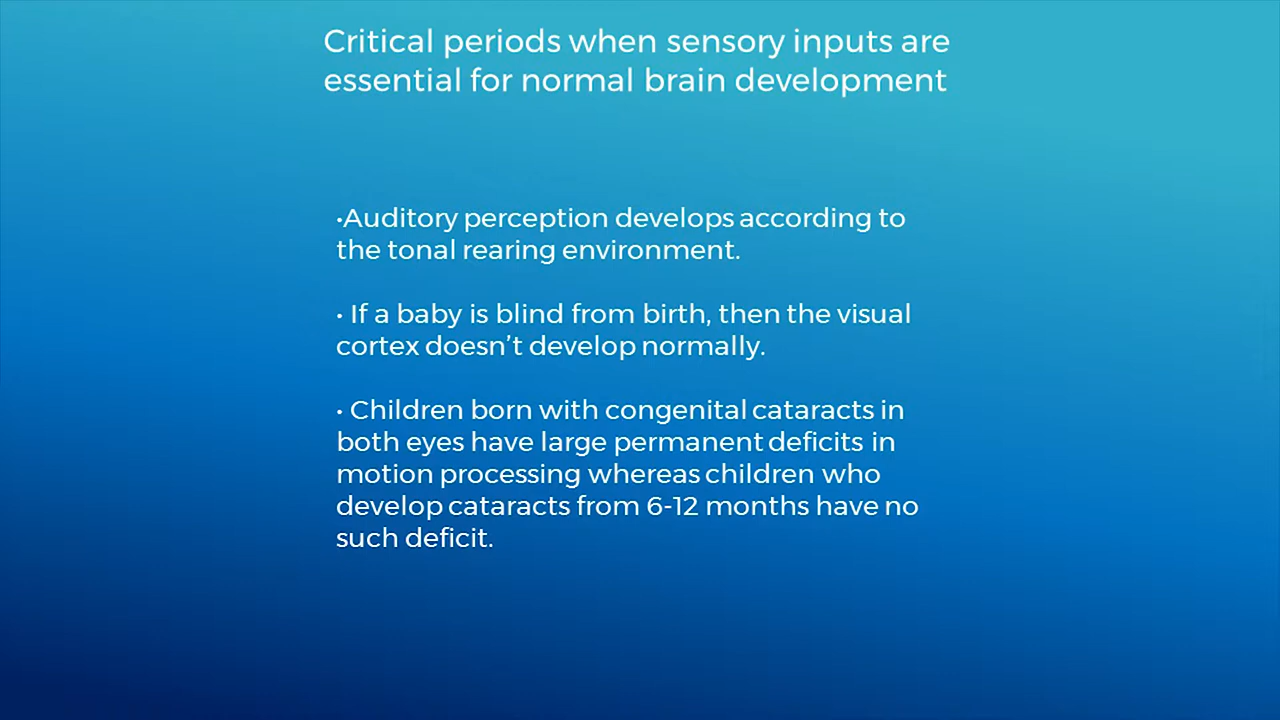 Critical periods when sensory inputs are
essential for normal brain development
•Auditory perception develops according to
the tonal rearing environment.
• If a baby is blind from birth, then the visual
cortex doesn’t develop normally.
• Children born with congenital cataracts in
both eyes have large permanent deficits in
motion processing whereas children who
develop cataracts from 6-12 months have no
such deficit.